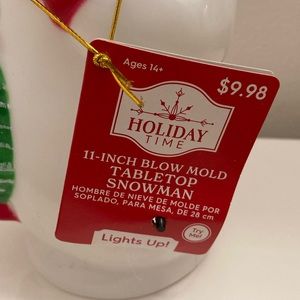 Ages 14+
$9.98
HOLIDAY
TIME
11-INCH BLOW MOLD
TABLETOP
SNOWMAN
HOMBRE DE NIEVE DE MOLDE POR
SOPLADO, PARA MESA, DE 28 cm
Try
Me!
Lights Up!